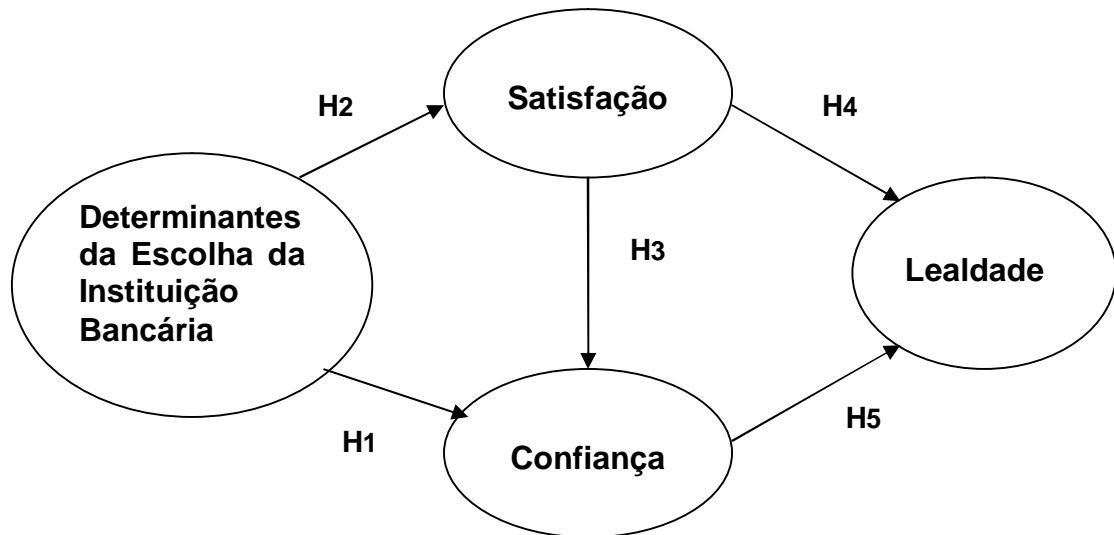 Satisfação
H2
H4
Determinantes
da Escolha da
Instituição
Bancária
H3
Lealdade
H1
H5
Confiança